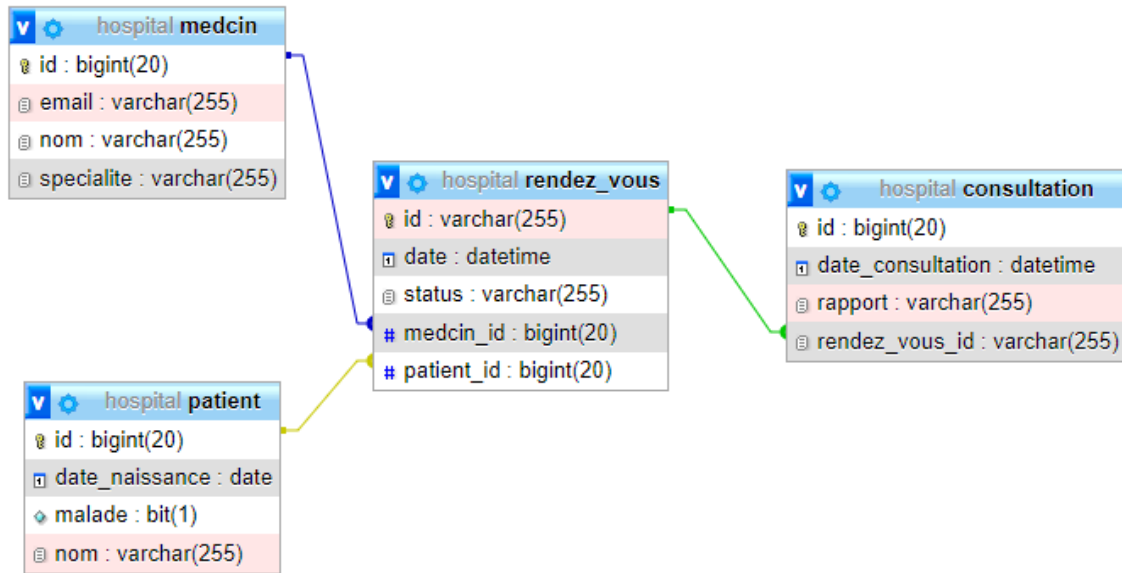 v hospital medcin
id : bigint(20)
email : varchar(255)
nom : varchar(255)
specialite : varchar(255)
v hospital rendez_vous
id : varchar(255)
date : datetime
status : varchar(255)
# medcin_id : bigint(20)
# patient_id : bigint(20)
v hospital consultation
id : bigint(20)
date_consultation : datetime
rapport : varchar(255)
rendez_vous_id : varchar(255)
v hospital patient
id : bigint(20)
date_naissance : date
malade : bit(1)
nom : varchar(255)